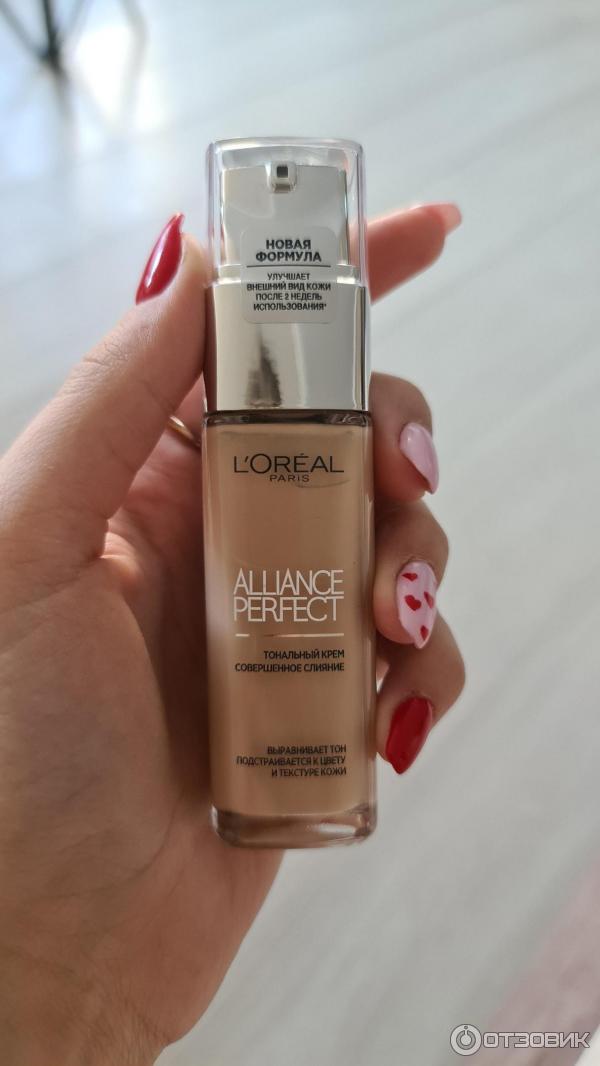 НОВАЯ
ФОРМУЛА
УЛУЧШАЕТ
ВНЕШНИЙ ВИД КОЖИ
ПОСЛЕ 2 НЕДЕЛЬ
ИСПОЛЬЗОВАНИЯ*
L'ORÉAL
PARIS
ALLIANCE
PERFECT
ТОНАЛЬНЫЙ КРЕМ
СОВЕРШЕННОЕ СЛИЯНИЕ
ВЫРАВНИВАЕТ ТОН
ПОДСТРАИВАЕТСЯ К ЦВЕТУ
И ТЕКСТУРЕ КОЖИ
ОТЗОВИК